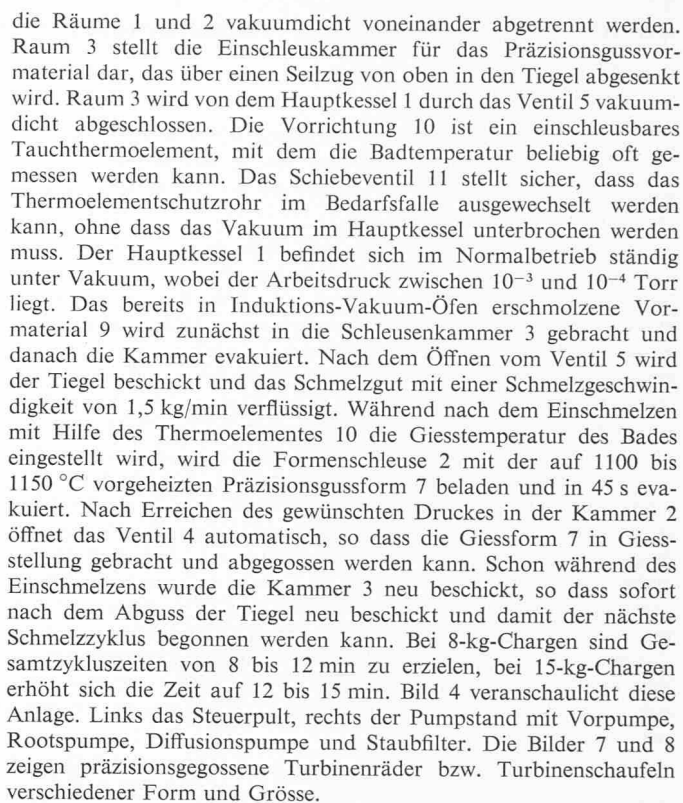 die Räume 1 und 2 vakuumdicht voneinander abgetrennt werden.
Raum 3 stellt die Einschleuskammer für das Präzisionsgussvor-
material dar, das über einen Seilzug von oben in den Tiegel abgesenkt
wird. Raum 3 wird von dem Hauptkessel 1 durch das Ventil 5 vakuum-
dicht abgeschlossen. Die Vorrichtung 10 ist ein einschleusbares
Tauchthermoelement, mit dem die Badtemperatur beliebig oft ge-
messen werden kann. Das Schiebeventil 11 stellt sicher, dass das
Thermoelementschutzrohr im Bedarfsfalle ausgewechselt werden
kann, ohne dass das Vakuum im Hauptkessel unterbrochen werden
muss. Der Hauptkessel 1 befindet sich im Normalbetrieb ständig
unter Vakuum, wobei der Arbeitsdruck zwischen 10⁻³ und 10⁻⁴ Torr
liegt. Das bereits in Induktions-Vakuum-Öfen erschmolzene Vor-
material 9 wird zunächst in die Schleusenkammer 3 gebracht und
danach die Kammer evakuiert. Nach dem Öffnen vom Ventil 5 wird
der Tiegel beschickt und das Schmelzgut mit einer Schmelzgeschwin-
digkeit von 1,5 kg/min verflüssigt. Während nach dem Einschmelzen
mit Hilfe des Thermoelementes 10 die Giesstemperatur des Bades
eingestellt wird, wird die Formenschleuse 2 mit der auf 1100 bis
1150 °C vorgeheizten Präzisionsgussform 7 beladen und in 45 s eva-
kuiert. Nach Erreichen des gewünschten Druckes in der Kammer 2
öffnet das Ventil 4 automatisch, so dass die Giessform 7 in Giess-
stellung gebracht und abgegossen werden kann. Schon während des
Einschmelzens wurde die Kammer 3 neu beschickt, so dass sofort
nach dem Abguss der Tiegel neu beschickt und damit der nächste
Schmelzzyklus begonnen werden kann. Bei 8-kg-Chargen sind Ge-
samtzykluszeiten von 8 bis 12 min zu erzielen, bei 15-kg-Chargen
erhöht sich die Zeit auf 12 bis 15 min. Bild 4 veranschaulicht diese
Anlage. Links das Steuerpult, rechts der Pumpstand mit Vorpumpe,
Rootspumpe, Diffusionspumpe und Staubfilter. Die Bilder 7 und 8
zeigen präzisionsgegossene Turbinenräder bzw. Turbinenschaufeln
verschiedener Form und Grösse.